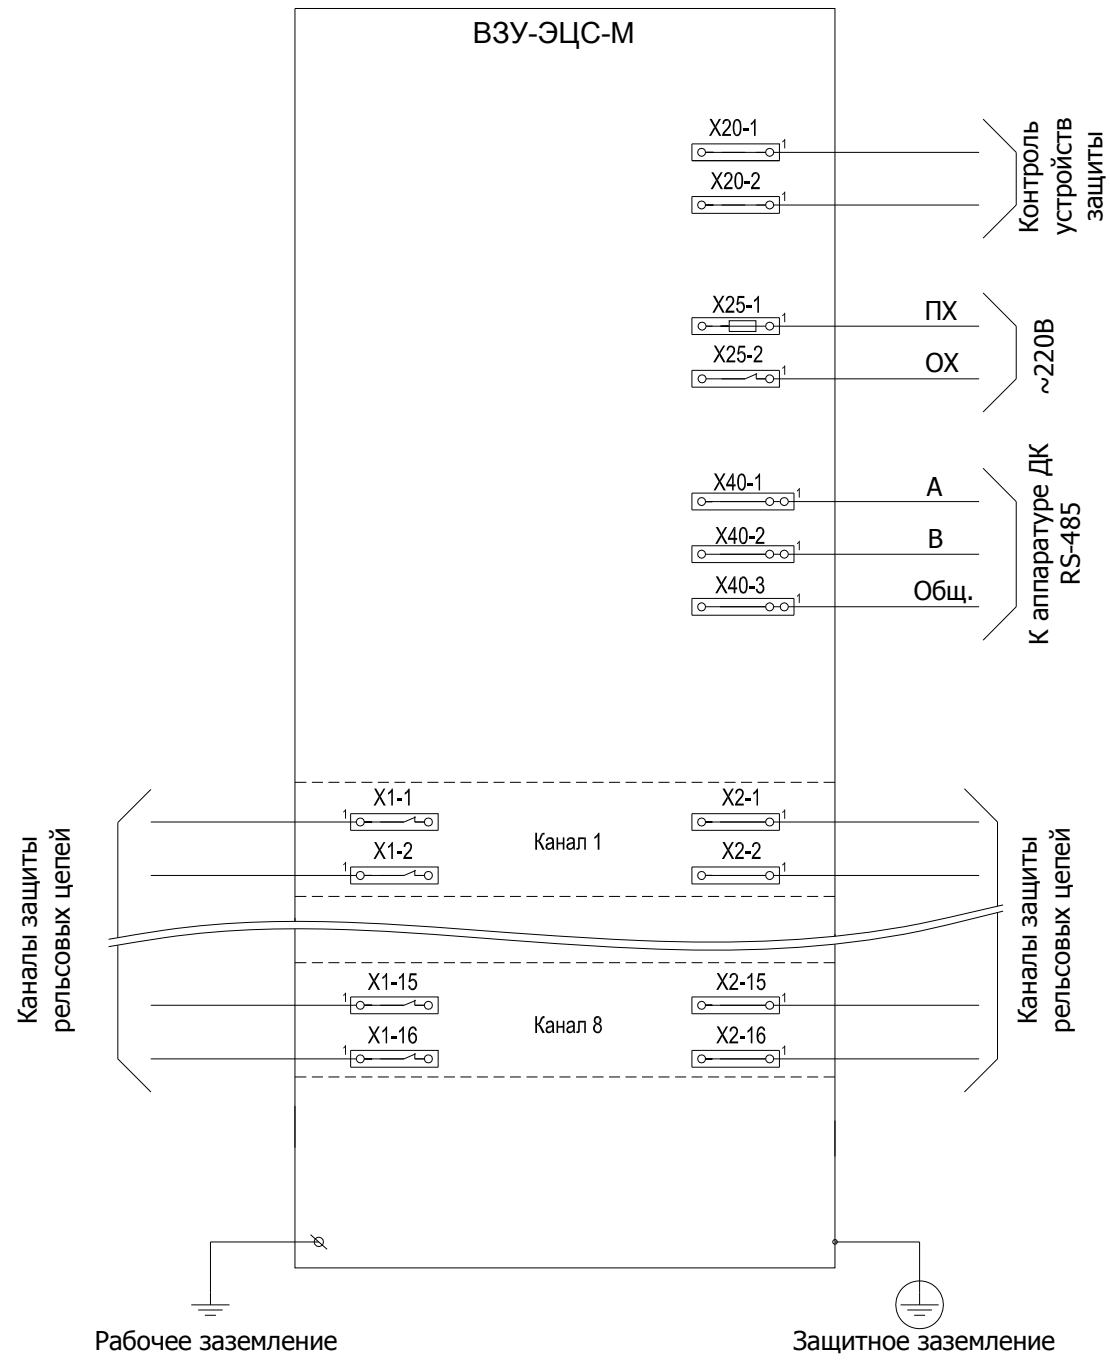 ВЗУ-ЭЦС-М
X20-1
1
X20-2
1
Контроль
устройств
защиты
X25-1
1
ПХ
X25-2
1
ОХ
~220В
X40-1
1
A
X40-2
1
B
X40-3
1
Общ.
К аппаратуре ДК
RS-485
Каналы защиты
рельсовых цепей
X1-1
1
X1-2
1
Канал 1
X2-1
1
X2-2
1
X1-15
1
X1-16
1
Канал 8
X2-15
1
X2-16
1
Каналы защиты
рельсовых цепей
Рабочее заземление
Защитное заземление